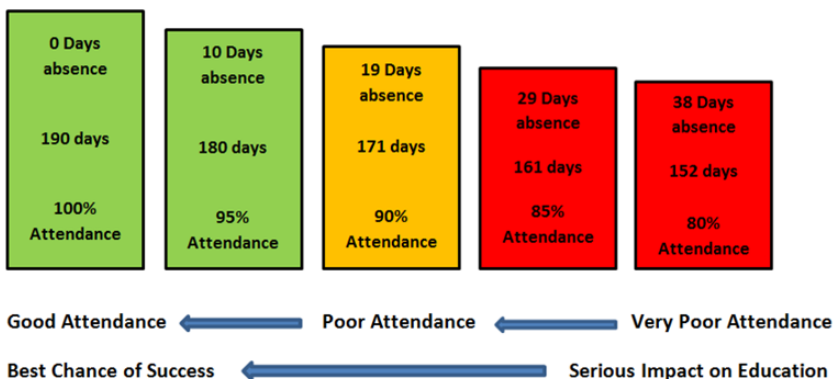 0 Days
absence
190 days
100%
Attendance
10 Days
absence
180 days
95%
Attendance
19 Days
absence
171 days
90%
Attendance
29 Days
absence
161 days
85%
Attendance
38 Days
absence
152 days
80%
Attendance
Good Attendance Poor Attendance Very Poor Attendance
Best Chance of Success Serious Impact on Education